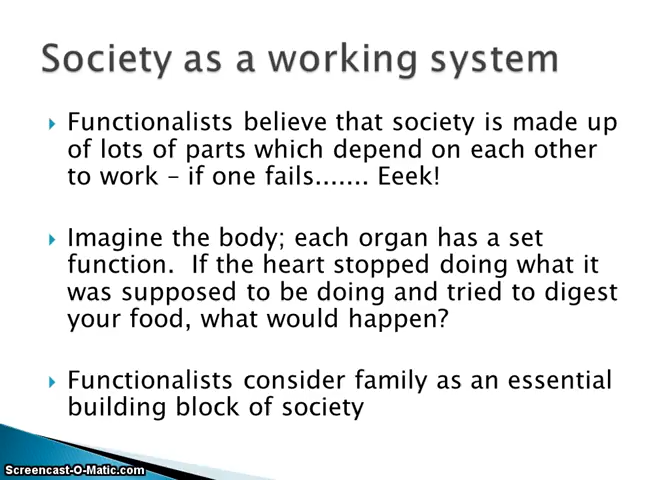 Society as a working system
Functionalists believe that society is made up
of lots of parts which depend on each other
to work – if one fails....... Eeek!
Imagine the body; each organ has a set
function.  If the heart stopped doing what it
was supposed to be doing and tried to digest
your food, what would happen?
Functionalists consider family as an essential
building block of society
Screencast-O-Matic.com